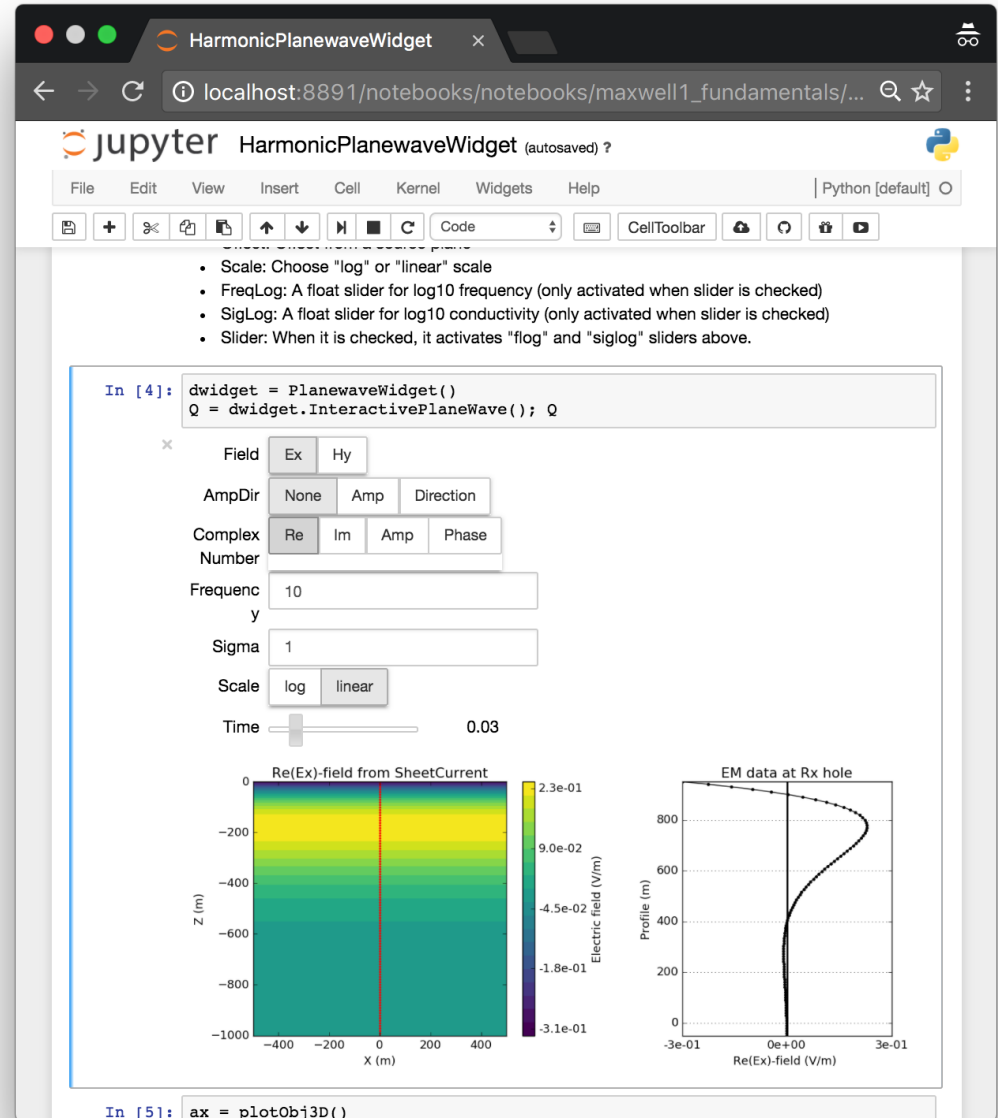 HarmonicPlanewaveWidget
localhost:8891/notebooks/notebooks/maxwell1_fundamentals/...
jupyter HarmonicPlanewaveWidget (autosaved) ?
File Edit View Insert Cell Kernel Widgets Help Python [default]
Code CellToolbar
• Scale: Choose "log" or "linear" scale
• FreqLog: A float slider for log10 frequency (only activated when slider is checked)
• SigLog: A float slider for log10 conductivity (only activated when slider is checked)
• Slider: When it is checked, it activates "flog" and "siglog" sliders above.
In [4]: dwidget = PlanewaveWidget()
Q = dwidget.InteractivePlaneWave(); Q
Field Ex Hy
AmpDir None Amp Direction
Complex Re Im Amp Phase
Number
Frequenc 10
y
Sigma 1
Scale log linear
Time 0.03
Re(Ex)-field from SheetCurrent
0
−200
−400
−600
−800
−1000
Z (m)
−400 −200 0 200 400
X (m)
2.3e-01
9.0e-02
-4.5e-02
-1.8e-01
-3.1e-01
Electric field (V/m)
EM data at Rx hole
800
600
400
200
0
Profile (m)
-3e-01 0e+00 3e-01
Re(Ex)-field (V/m)
In [5]: ax = plotObj3D()